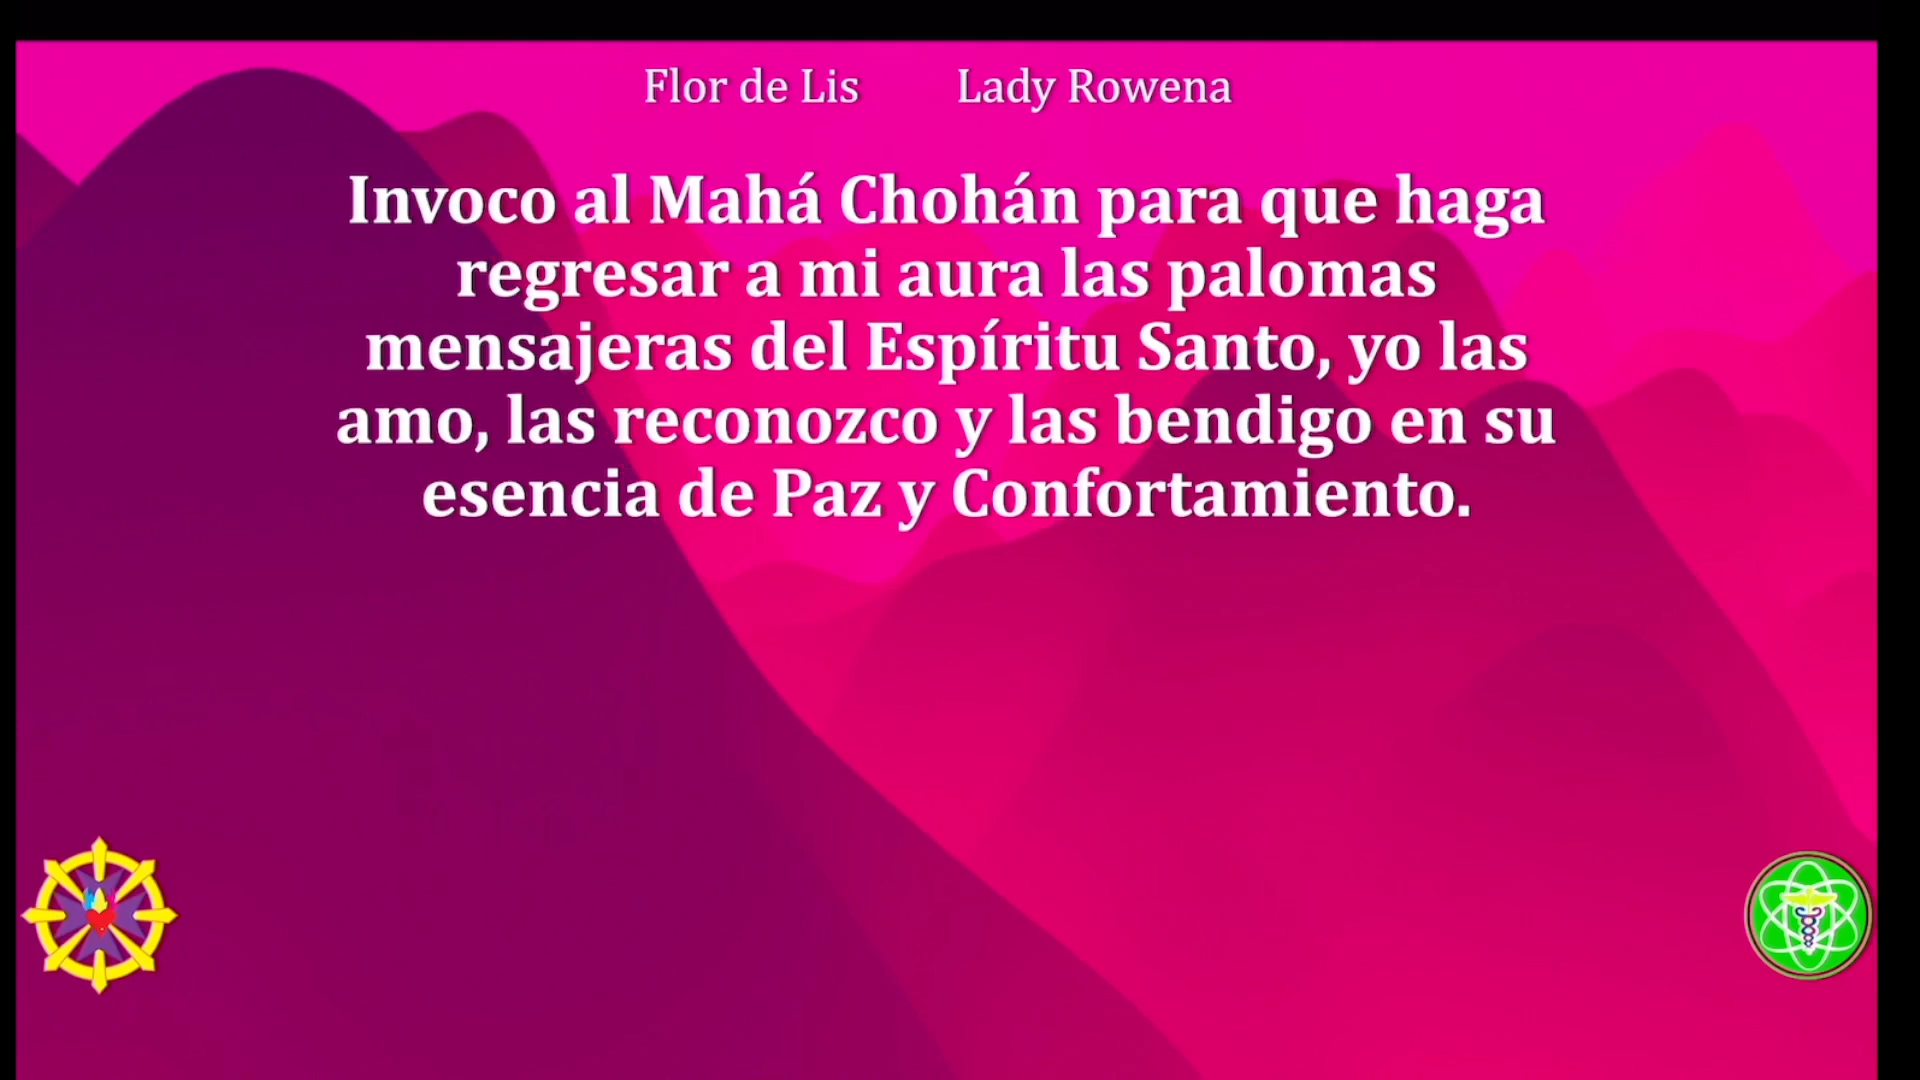 Flor de Lis Lady Rowena
Invoco al Mahá Chohán para que haga
regresar a mi aura las palomas
mensajeras del Espíritu Santo, yo las
amo, las reconozco y las bendigo en su
esencia de Paz y Confortamiento.